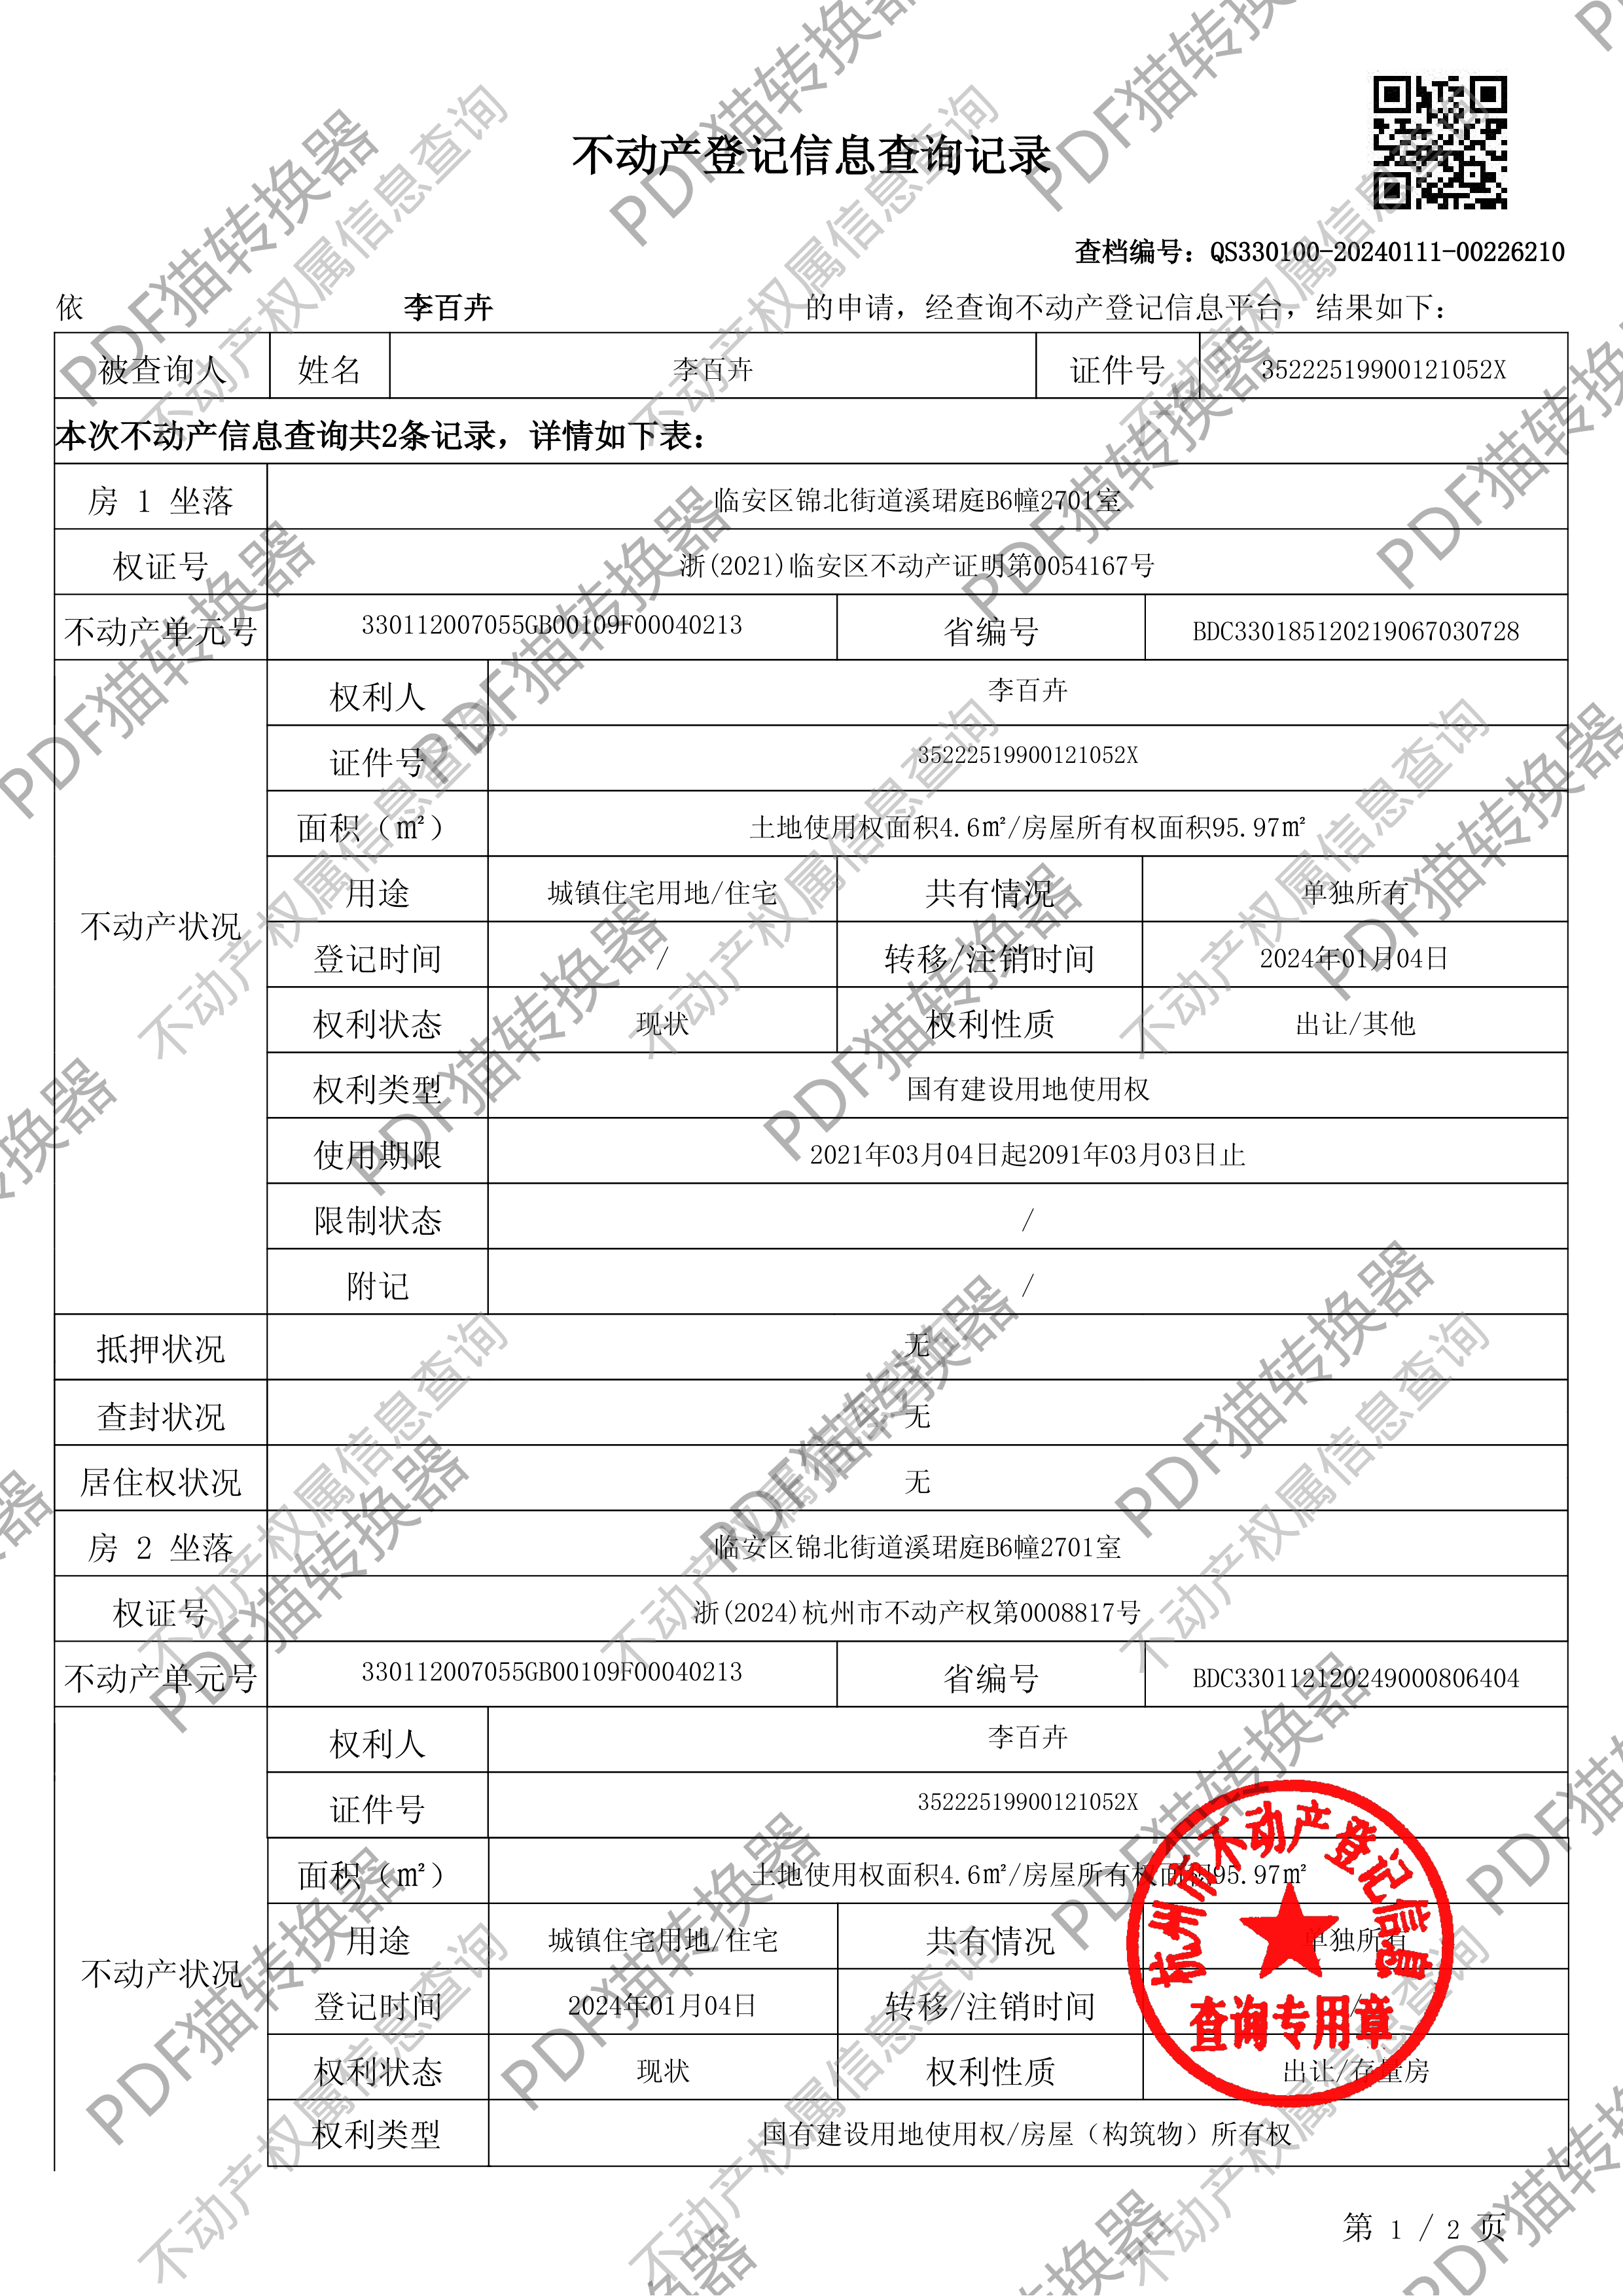 不动产登记信息查询记录
查档编号：QS330100-20240111-00226210
依 李百卉 的申请，经查询不动产登记信息平台，结果如下：
被查询人 姓名 李百卉 证件号 35222519900121052X
本次不动产信息查询共2条记录，详情如下表：
房 1 坐落 临安区锦北街道溪珺庭B6幢2701室
权证号 浙(2021)临安区不动产证明第0054167号
不动产单元号 330112007055GB00109F00040213 省编号 BDC330185120219067030728
权利人 李百卉
证件号 35222519900121052X
面积（㎡） 土地使用权面积4.6㎡/房屋所有权面积95.97㎡
不动产状况
用途 城镇住宅用地/住宅 共有情况 单独所有
登记时间 / 转移/注销时间 2024年01月04日
权利状态 现状 权利性质 出让/其他
权利类型 国有建设用地使用权
使用期限 2021年03月04日起2091年03月03日止
限制状态 /
附记 /
抵押状况 无
查封状况 无
居住权状况 无
房 2 坐落 临安区锦北街道溪珺庭B6幢2701室
权证号 浙(2024)杭州市不动产权第0008817号
不动产单元号 330112007055GB00109F00040213 省编号 BDC330112120249000806404
权利人 李百卉
证件号 35222519900121052X
面积（㎡） 土地使用权面积4.6㎡/房屋所有权面积95.97㎡
不动产状况
用途 城镇住宅用地/住宅 共有情况 单独所有
登记时间 2024年01月04日 转移/注销时间 /
权利状态 现状 权利性质 出让/存量房
权利类型 国有建设用地使用权/房屋（构筑物）所有权
杭州市不动产登记信息
查询专用章
第 1 / 2 页
PDF猫转换器
不动产权属信息查询